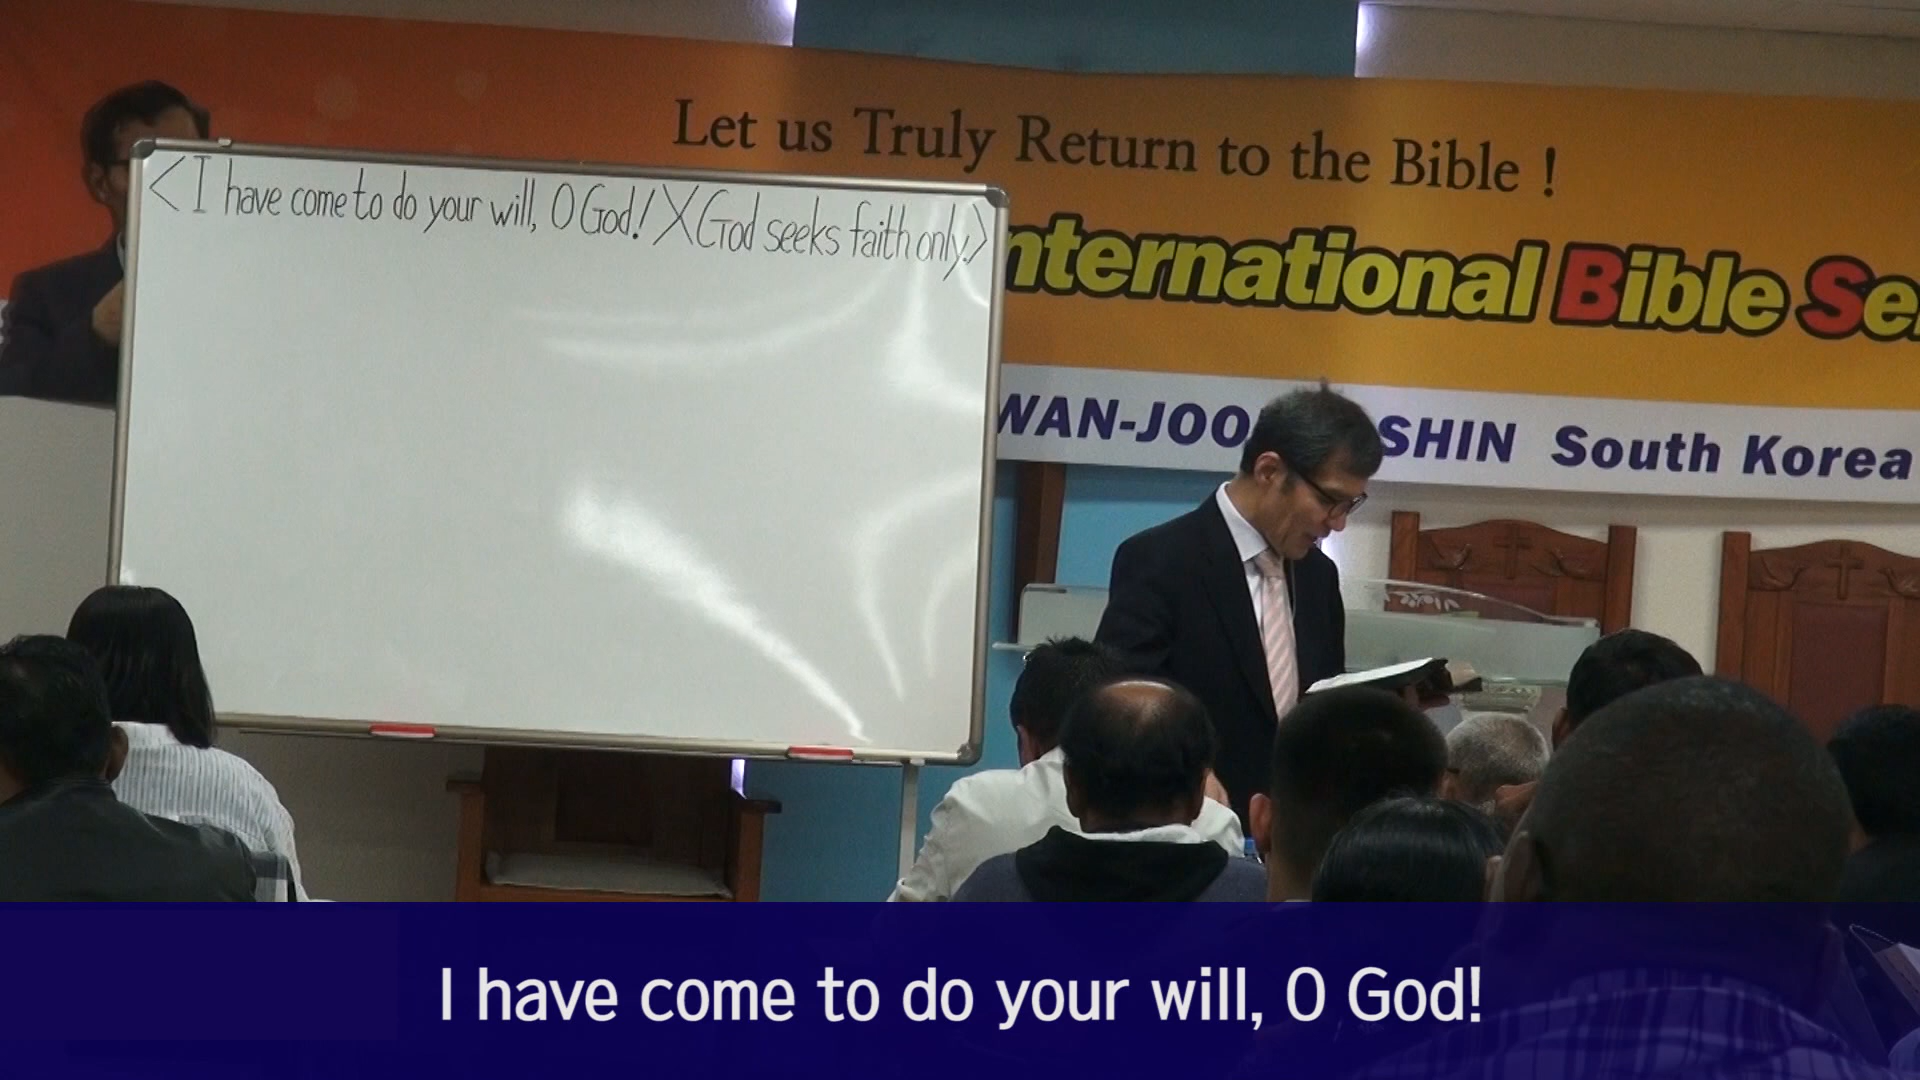 Let us Truly Return to the Bible !
<I have come to do your will, O God! X God seeks faith only.>
nternational Bible Se
WAN-JOO SHIN South Korea
I have come to do your will, O God!